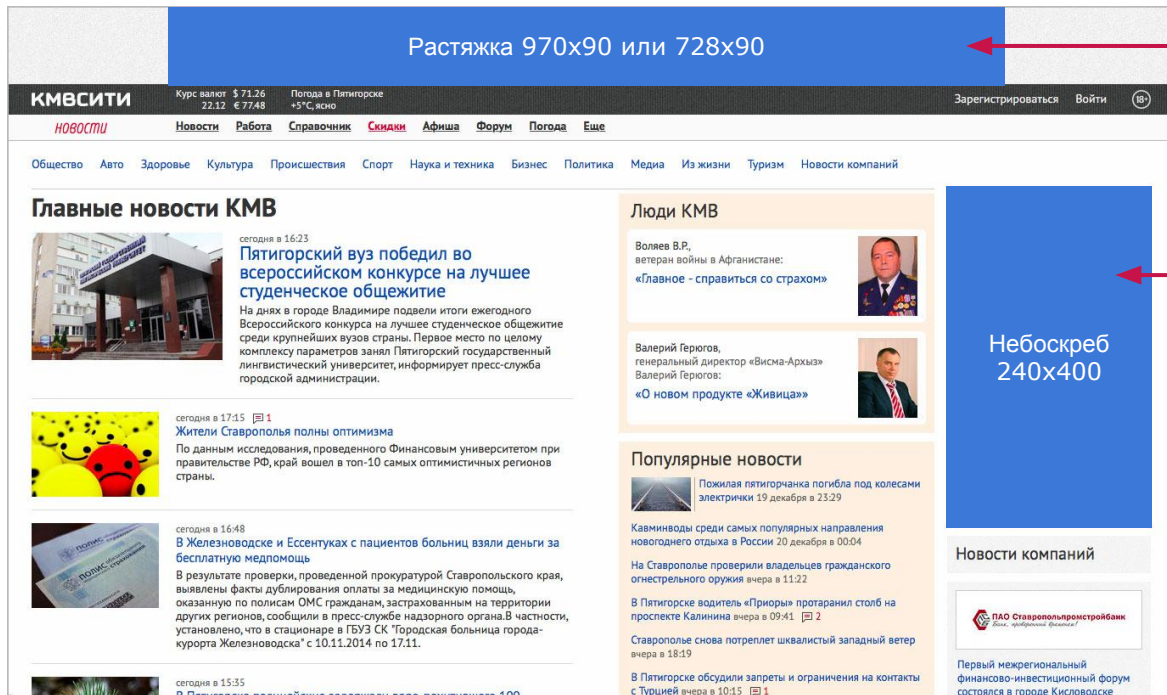 Растяжка 970x90 или 728x90
КМВСИТИ
Курс валют $ 71.26
22.12 € 77.48
Погода в Пятигорске
+5°C, ясно
Зарегистрироваться Войти 18+
НОВОСТИ
Новости Работа Справочник Скидки Афиша Форум Погода Еще
Общество Авто Здоровье Культура Происшествия Спорт Наука и техника Бизнес Политика Медиа Из жизни Туризм Новости компаний
Главные новости КМВ
сегодня в 16:23
Пятигорский вуз победил во
всероссийском конкурсе на лучшее
студенческое общежитие
На днях в городе Владимире подвели итоги ежегодного
Всероссийского конкурса на лучшее студенческое общежитие
среди крупнейших вузов страны. Первое место по целому
комплексу параметров занял Пятигорский государственный
лингвистический университет, информирует пресс-служба
городской администрации.
сегодня в 17:15 1
Жители Ставрополья полны оптимизма
По данным исследования, проведенного Финансовым университетом при
правительстве РФ, край вошел в топ-10 самых оптимистичных регионов
страны.
полис
сегодня в 16:48
В Железноводске и Ессентуках с пациентов больниц взяли деньги за
бесплатную медпомощь
В результате проверки, проведенной прокуратурой Ставропольского края,
выявлены факты дублирования оплаты за медицинскую помощь,
оказанную по полисам ОМС гражданам, застрахованным на территории
других регионов, сообщили в пресс-службе надзорного органа.В частности,
установлено, что в стационаре в ГБУЗ СК "Городская больница города-
курорта Железноводска" с 10.11.2014 по 17.11.
сегодня в 15:35
Люди КМВ
Воляев В.Р.,
ветеран войны в Афганистане:
«Главное - справиться со страхом»
Валерий Герюгов,
генеральный директор «Висма-Архыз»
Валерий Герюгов:
«О новом продукте «Живица»»
Популярные новости
Пожилая пятигорчанка погибла под колесами
электрички 19 декабря в 23:29
Кавминводы среди самых популярных направления
новогоднего отдыха в России 20 декабря в 00:04
На Ставрополье проверили владельцев гражданского
огнестрельного оружия вчера в 11:22
В Пятигорске водитель «Приоры» протаранил столб на
проспекте Калинина вчера в 09:41 2
Ставрополье снова потреплет шквалистый западный ветер
вчера в 18:19
В Пятигорске обсудили запреты и ограничения на контакты
с Турцией вчера в 10:15 1
Небоскреб
240x400
Новости компаний
ПАО Ставропольпромстройбанк
Банк, проверенный временем!
Первый межрегиональный
финансово-инвестиционный форум
состоялся в городе Кисловодске